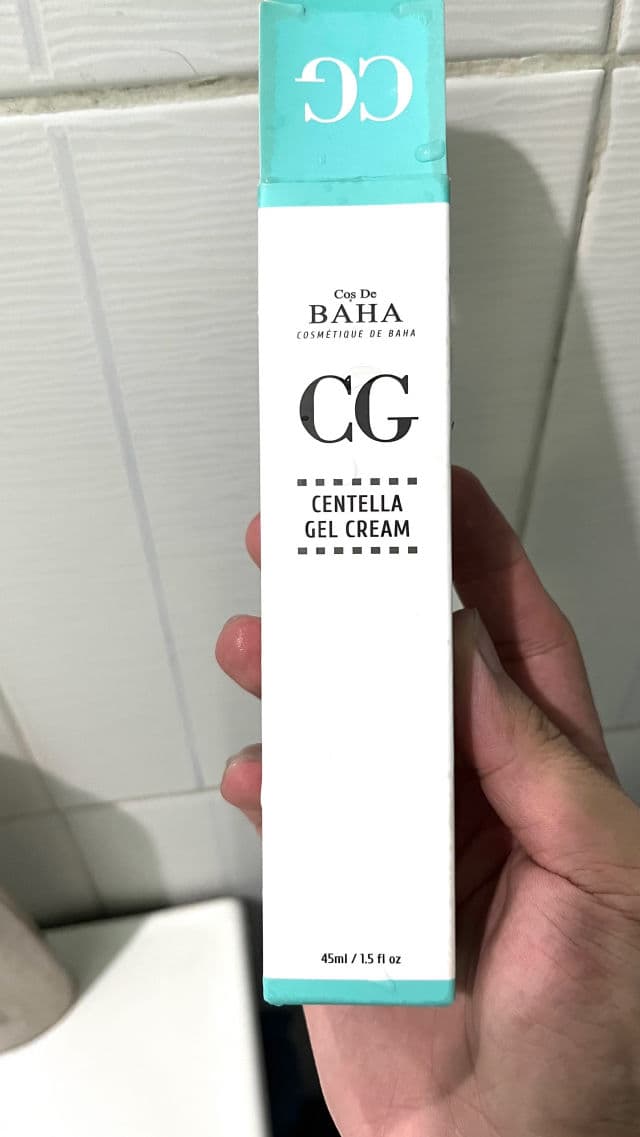 CG
Cos De
BAHA
COSMÉTIQUE DE BAHA
CG
CENTELLA
GEL CREAM
45ml / 1.5 fl oz